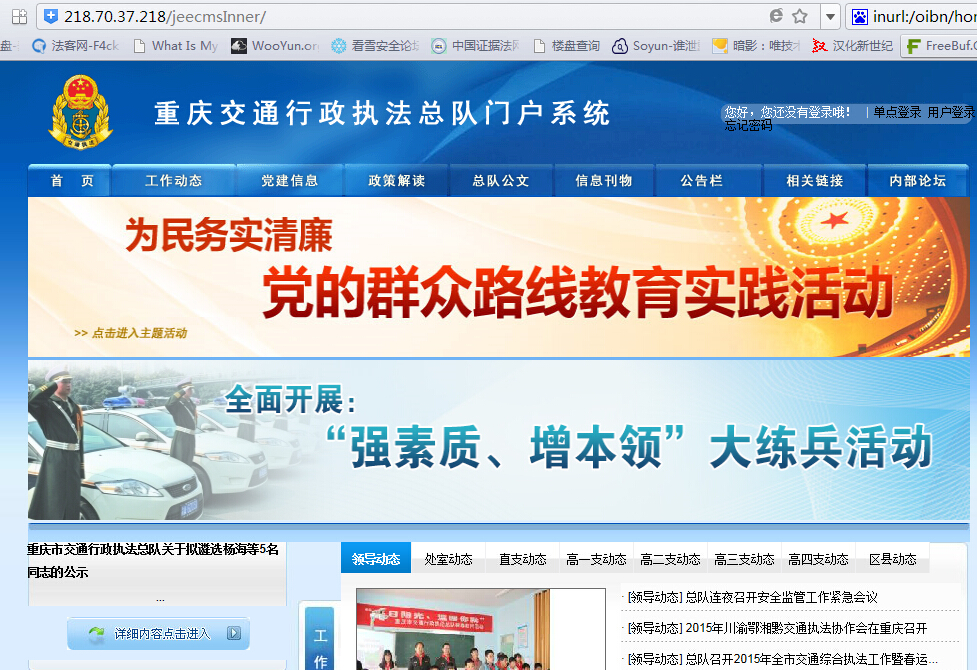 218.70.37.218/jeecmsInner/
inurl:/oibn/hor
盘- 法客网-F4ck What Is My WooYun.or 看雪安全论坛 中国证据法网 楼盘查询 Soyun-谁泄 暗影：唯技术 汉化新世纪 FreeBuf.C
重庆交通行政执法总队门户系统
您好，您还没有登录哦！ | 单点登录 用户登录
忘记密码
首 页 工作动态 党建信息 政策解读 总队公文 信息刊物 公告栏 相关链接 内部论坛
为民务实清廉
党的群众路线教育实践活动
>> 点击进入主题活动
全面开展：
“强素质、增本领”大练兵活动
重庆市交通行政执法总队关于拟遴选杨海等5名
同志的公示
...
详细内容点击进入
工
作
领导动态 处室动态 直支动态 高一支动态 高二支动态 高三支动态 高四支动态 区县动态
· [领导动态] 总队连夜召开安全监管工作紧急会议
· [领导动态] 2015年川渝鄂湘黔交通执法协作会在重庆召开
· [领导动态] 总队召开2015年全市交通综合执法工作暨春运...